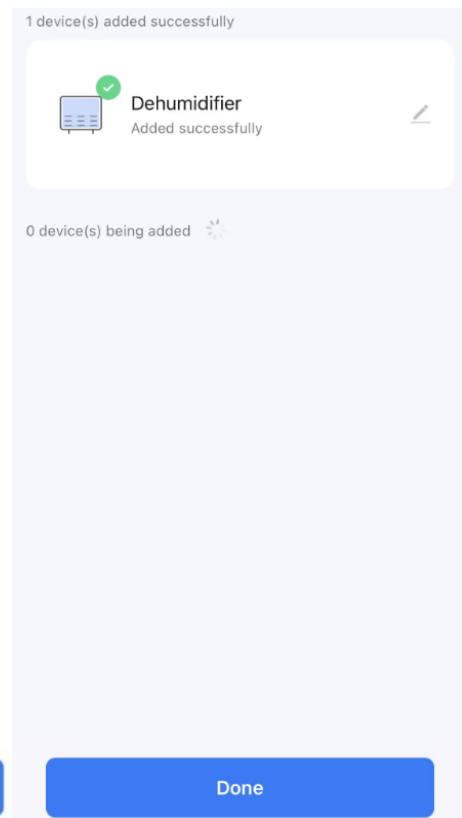 1 device(s) added successfully
Dehumidifier
Added successfully
0 device(s) being added
Done